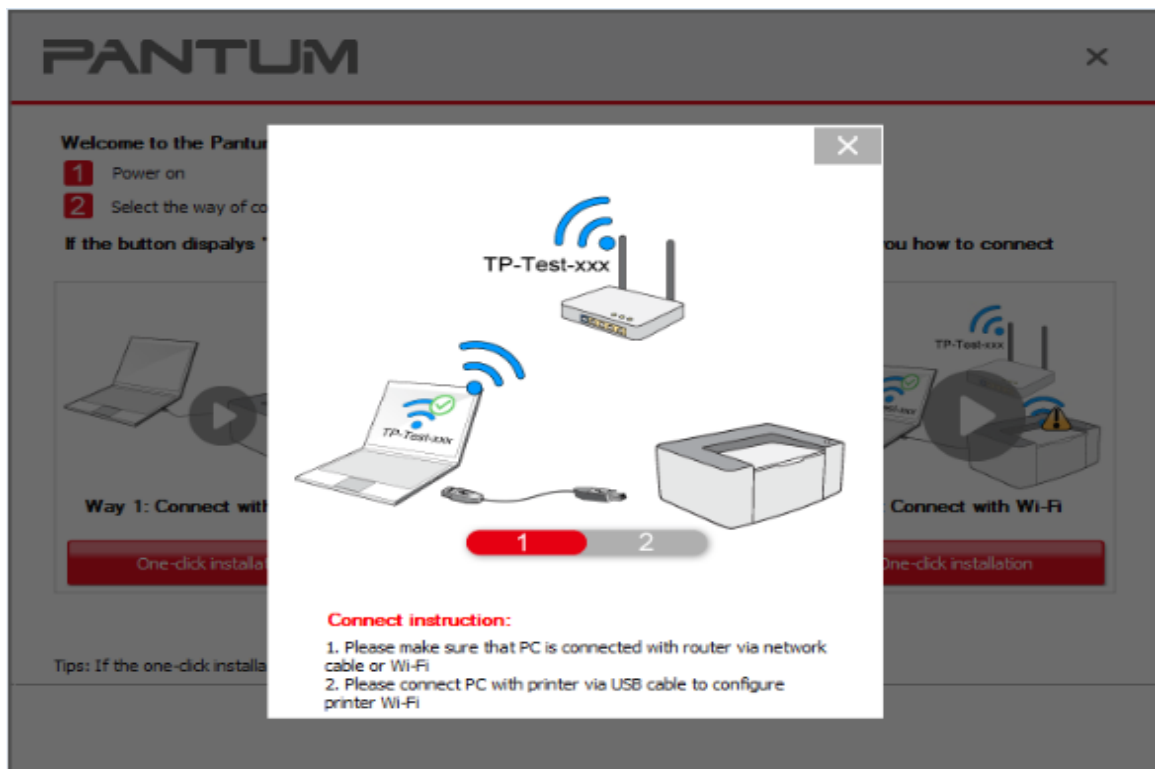 PANTUM
Welcome to the Pantum
1 Power on
2 Select the way of co
If the button dispalys "
ou how to connect
TP-Test-xxx
TP-Test-xxx
TP-Test-xxx
1 2
Way 1: Connect with
Connect with Wi-Fi
One-click installat
One-click installation
Connect instruction:
1. Please make sure that PC is connected with router via network
cable or Wi-Fi
2. Please connect PC with printer via USB cable to configure
printer Wi-Fi
Tips: If the one-click installa